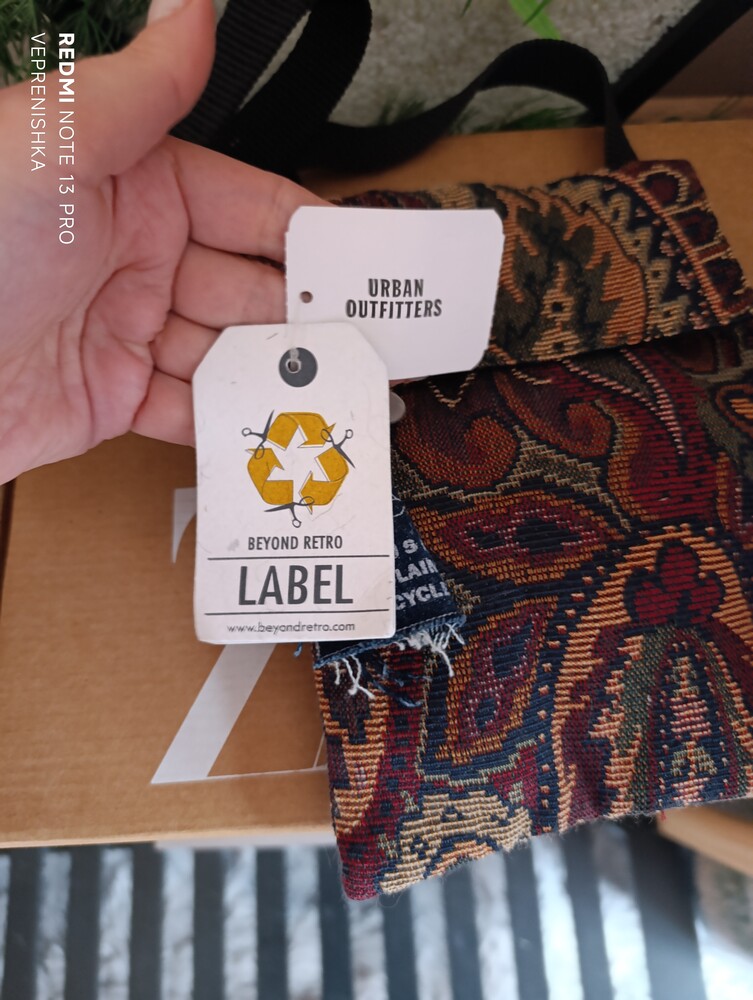 REDMI NOTE 13 PRO
VEPRENISHKA
URBAN
OUTFITTERS
BEYOND RETRO
LABEL
www.beyondretro.com